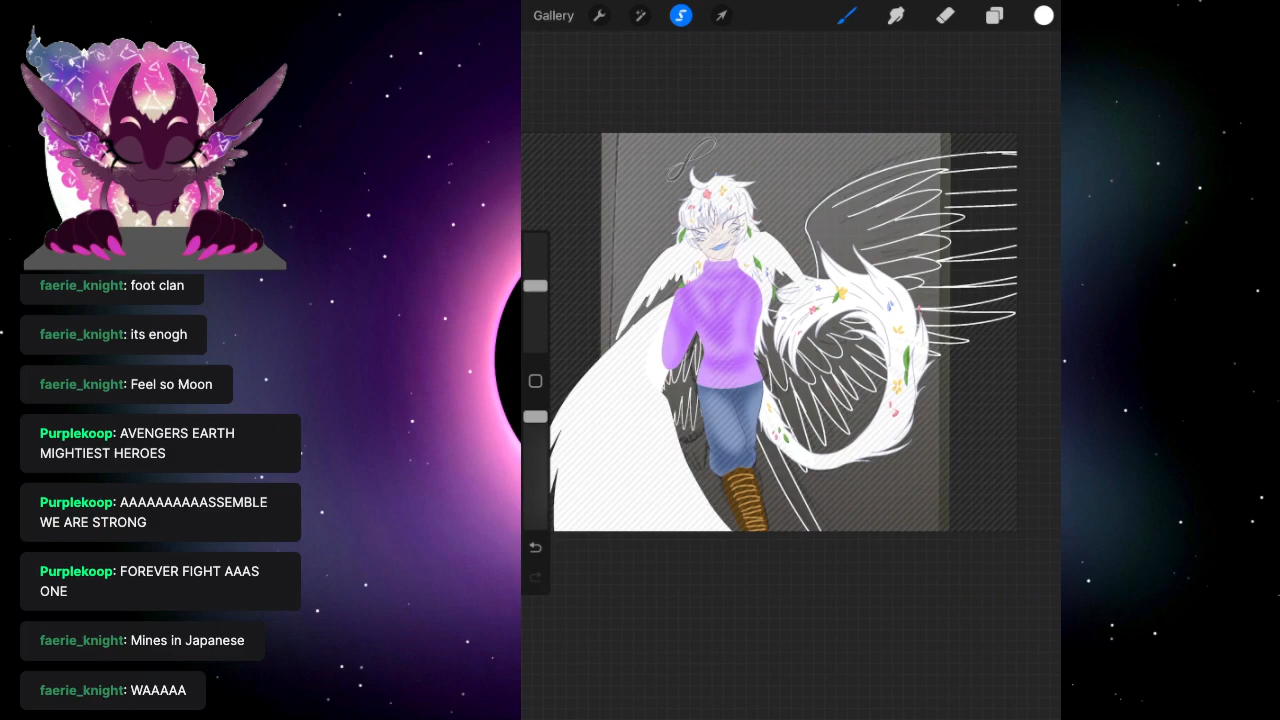 Gallery
faerie_knight: foot clan
faerie_knight: its enogh
faerie_knight: Feel so Moon
Purplekoop: AVENGERS EARTH
MIGHTIEST HEROES
Purplekoop: AAAAAAAAAASSEMBLE
WE ARE STRONG
Purplekoop: FOREVER FIGHT AAAS
ONE
faerie_knight: Mines in Japanese
faerie_knight: WAAAAA